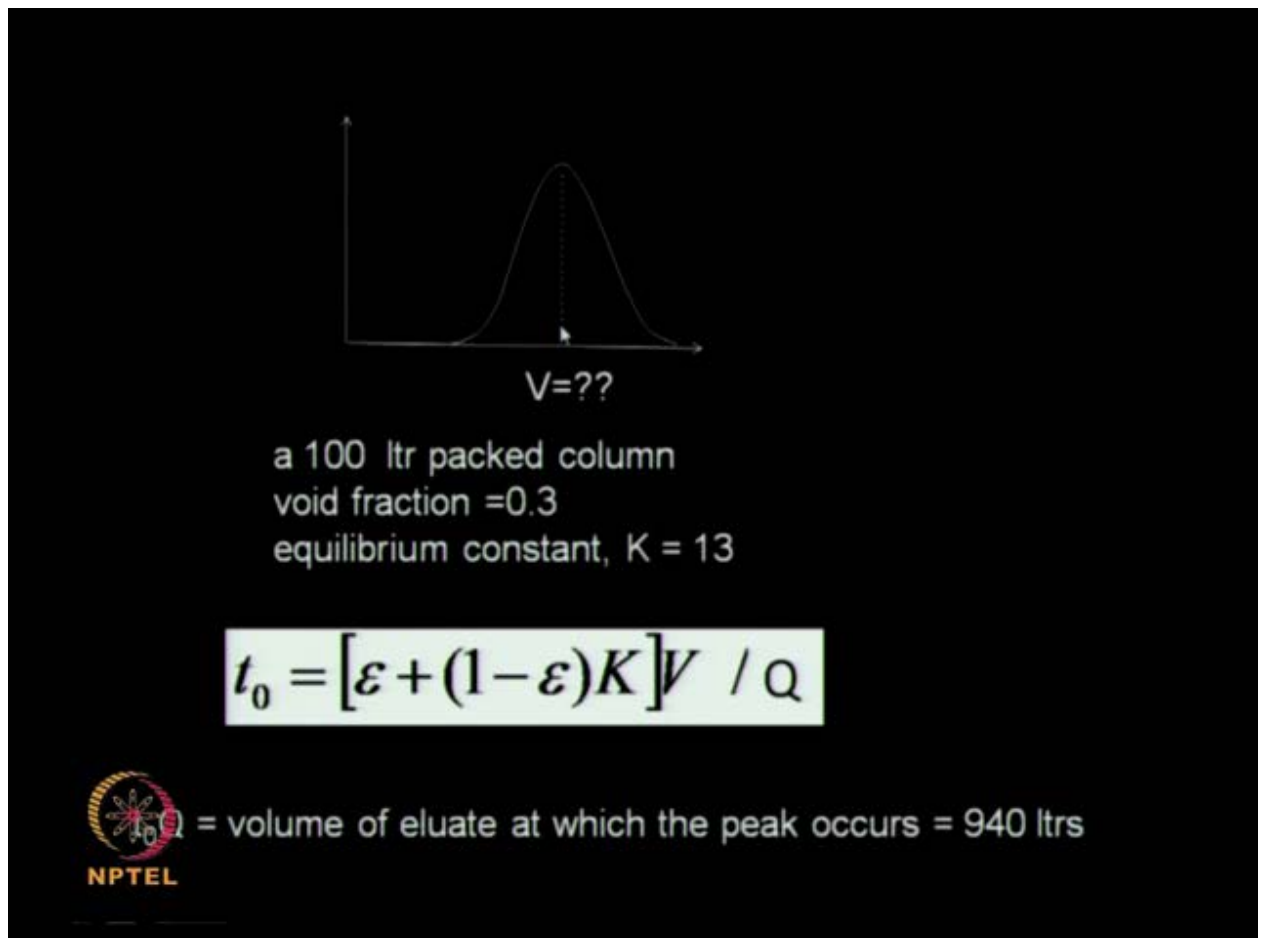 V=??
a 100 ltr packed column
void fraction =0.3
equilibrium constant, K = 13
t₀ = [ε+(1−ε)K]V / Q
t₀Q = volume of eluate at which the peak occurs = 940 ltrs
NPTEL